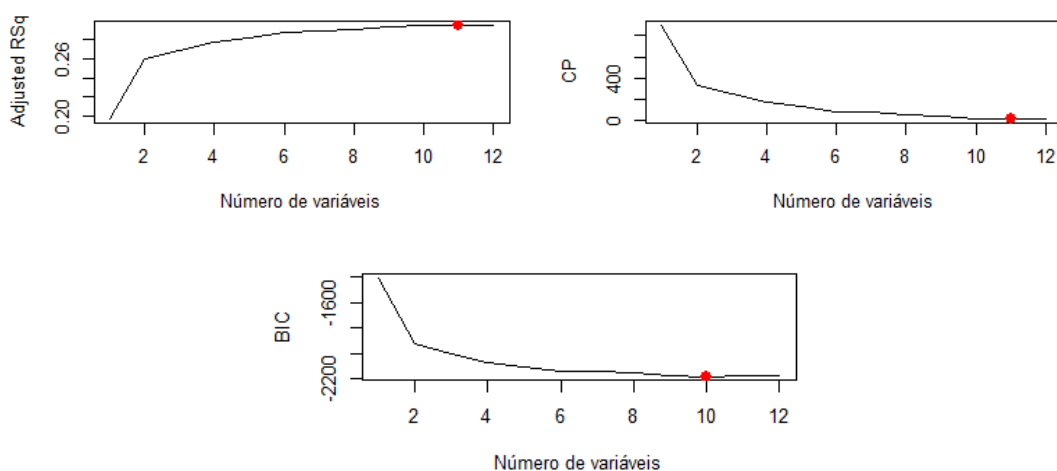 Adjusted RSq
0.20 0.26
2 4 6 8 10 12
Número de variáveis
CP
0 400
2 4 6 8 10 12
Número de variáveis
BIC
-2200 -1600
2 4 6 8 10 12
Número de variáveis